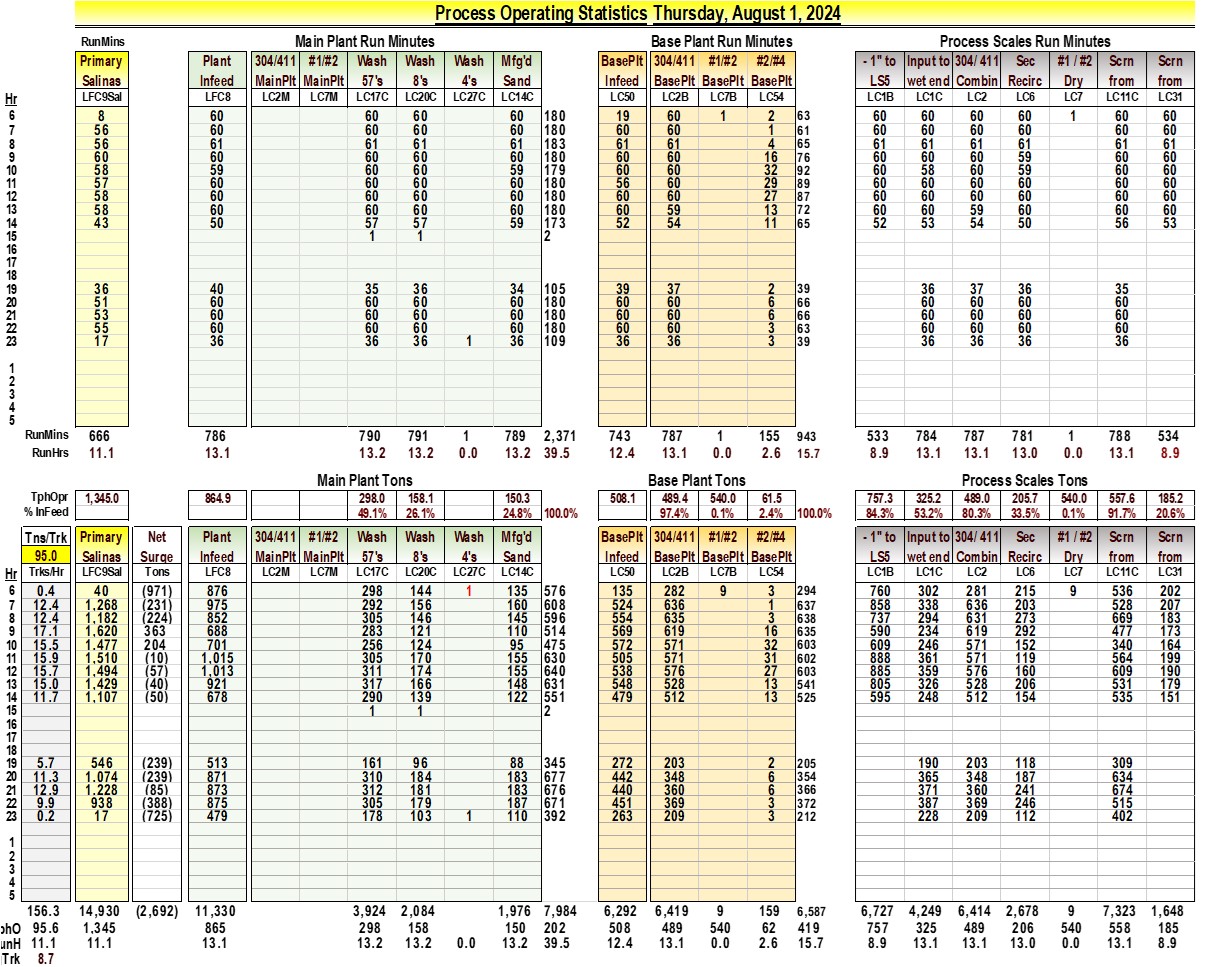 Process Operating Statistics Thursday, August 1, 2024
RunMins Main Plant Run Minutes Base Plant Run Minutes Process Scales Run Minutes
Primary Plant 304/411 #1/#2 Wash Wash Wash Mfg'd BasePlt 304/411 #1/#2 #2/#4 - 1" to Input to 304/ 411 Sec #1 / #2 Scrn Scrn
Salinas Infeed MainPlt MainPlt 57's 8's 4's Sand Infeed BasePlt BasePlt BasePlt LS5 wet end Combin Recirc Dry from from
Hr LFC9Sal LFC8 LC2M LC7M LC17C LC20C LC27C LC14C LC50 LC2B LC7B LC54 LC1B LC1C LC2 LC6 LC7 LC11C LC31
6 8 60 60 60 60 180 19 60 1 2 63 60 60 60 60 1 60 60
7 56 60 60 60 60 180 60 60 1 61 60 60 60 60 60 60
8 56 61 61 61 61 183 61 61 4 65 61 61 61 61 61 61
9 60 60 60 60 60 180 60 60 16 76 60 60 60 59 60 60
10 58 59 60 60 59 179 60 60 32 92 60 58 60 59 60 60
11 57 60 60 60 60 180 56 60 29 89 60 60 60 60 60 60
12 58 60 60 60 60 180 60 60 27 87 60 60 60 60 60 60
13 58 60 60 60 60 180 60 59 13 72 60 60 59 60 60 60
14 43 50 57 57 59 173 52 54 11 65 52 53 54 50 56 53
15 1 1 2
16
17
18
19 36 40 35 36 34 105 39 37 2 39 36 37 36 35
20 51 60 60 60 60 180 60 60 6 66 60 60 60 60
21 53 60 60 60 60 180 60 60 6 66 60 60 60 60
22 55 60 60 60 60 180 60 60 3 63 60 60 60 60
23 17 36 36 36 1 36 109 36 36 3 39 36 36 36 36
1
2
3
4
5
RunMins 666 786 790 791 1 789 2,371 743 787 1 155 943 533 784 787 781 1 788 534
RunHrs 11.1 13.1 13.2 13.2 0.0 13.2 39.5 12.4 13.1 0.0 2.6 15.7 8.9 13.1 13.1 13.0 0.0 13.1 8.9
Main Plant Tons Base Plant Tons Process Scales Tons
TphOpr 1,345.0 864.9 298.0 158.1 150.3 508.1 489.4 540.0 61.5 757.3 325.2 489.0 205.7 540.0 557.6 185.2
% InFeed 49.1% 26.1% 24.8% 100.0% 97.4% 0.1% 2.4% 100.0% 84.3% 53.2% 80.3% 33.5% 0.1% 91.7% 20.6%
Tns/Trk Primary Net Plant 304/411 #1/#2 Wash Wash Wash Mfg'd BasePlt 304/411 #1/#2 #2/#4 - 1" to Input to 304/ 411 Sec #1 / #2 Scrn Scrn
95.0 Salinas Surge Infeed MainPlt MainPlt 57's 8's 4's Sand Infeed BasePlt BasePlt BasePlt LS5 wet end Combin Recirc Dry from from
Hr Trks/Hr LFC9Sal Tons LFC8 LC2M LC7M LC17C LC20C LC27C LC14C LC50 LC2B LC7B LC54 LC1B LC1C LC2 LC6 LC7 LC11C LC31
6 0.4 40 (971) 876 298 144 1 135 576 135 282 9 3 294 760 302 281 215 9 536 202
7 12.4 1,268 (231) 975 292 156 160 608 524 636 1 637 858 338 636 203 528 207
8 12.4 1,182 (224) 852 305 146 145 596 554 635 3 638 737 294 631 273 669 183
9 17.1 1,620 363 688 283 121 110 514 569 619 16 635 590 234 619 292 477 173
10 15.5 1,477 204 701 256 124 95 475 572 571 32 603 609 246 571 152 340 164
11 15.9 1,510 (10) 1,015 305 170 155 630 505 571 31 602 888 361 571 119 564 199
12 15.7 1,494 (57) 1,013 311 174 155 640 538 576 27 603 885 359 576 160 609 190
13 15.0 1,429 (40) 921 317 166 148 631 548 528 13 541 805 326 528 206 531 179
14 11.7 1,107 (50) 678 290 139 122 551 479 512 13 525 595 248 512 154 535 151
15 1 1 2
16
17
18
19 5.7 546 (239) 513 161 96 88 345 272 203 2 205 190 203 118 309
20 11.3 1.074 (239) 871 310 184 183 677 442 348 6 354 365 348 187 634
21 12.9 1.228 (85) 873 312 181 183 676 440 360 6 366 371 360 241 674
22 9.9 938 (388) 875 305 179 187 671 451 369 3 372 387 369 246 515
23 0.2 17 (725) 479 178 103 1 110 392 263 209 3 212 228 209 112 402
1
2
3
4
5
156.3 14,930 (2,692) 11,330 3,924 2,084 1,976 7,984 6,292 6,419 9 159 6,587 6,727 4,249 6,414 2,678 9 7,323 1,648
phO 95.6 1,345 865 298 158 150 202 508 489 540 62 419 757 325 489 206 540 558 185
unH 11.1 11.1 13.1 13.2 13.2 0.0 13.2 39.5 12.4 13.1 0.0 2.6 15.7 8.9 13.1 13.1 13.0 0.0 13.1 8.9
Trk 8.7